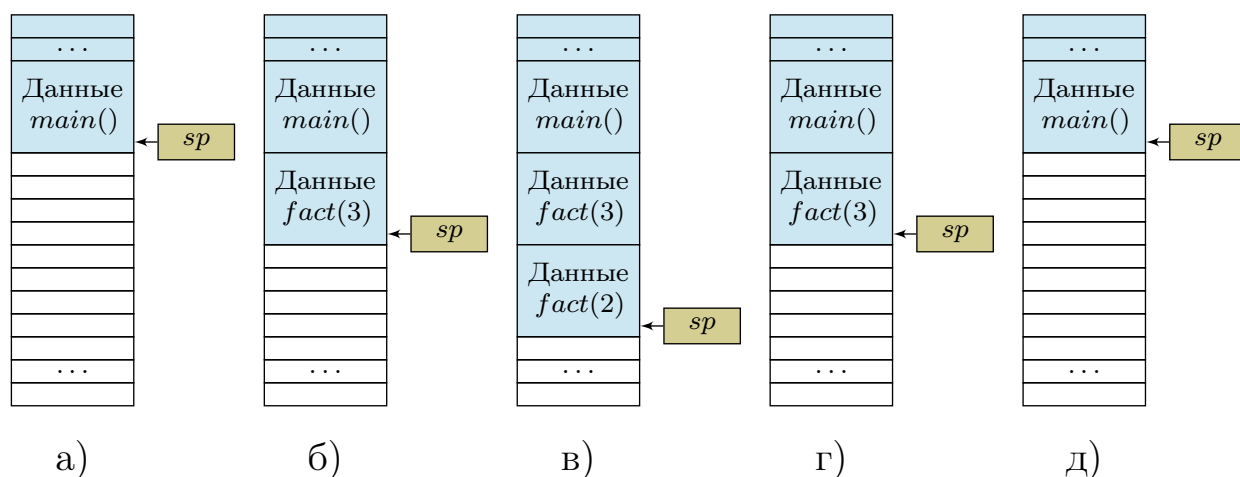 ...
Данные
main()
sp
...
а)
...
Данные
main()
Данные
fact(3)
sp
...
б)
...
Данные
main()
Данные
fact(3)
Данные
fact(2)
sp
...
в)
...
Данные
main()
Данные
fact(3)
sp
...
г)
...
Данные
main()
sp
...
д)